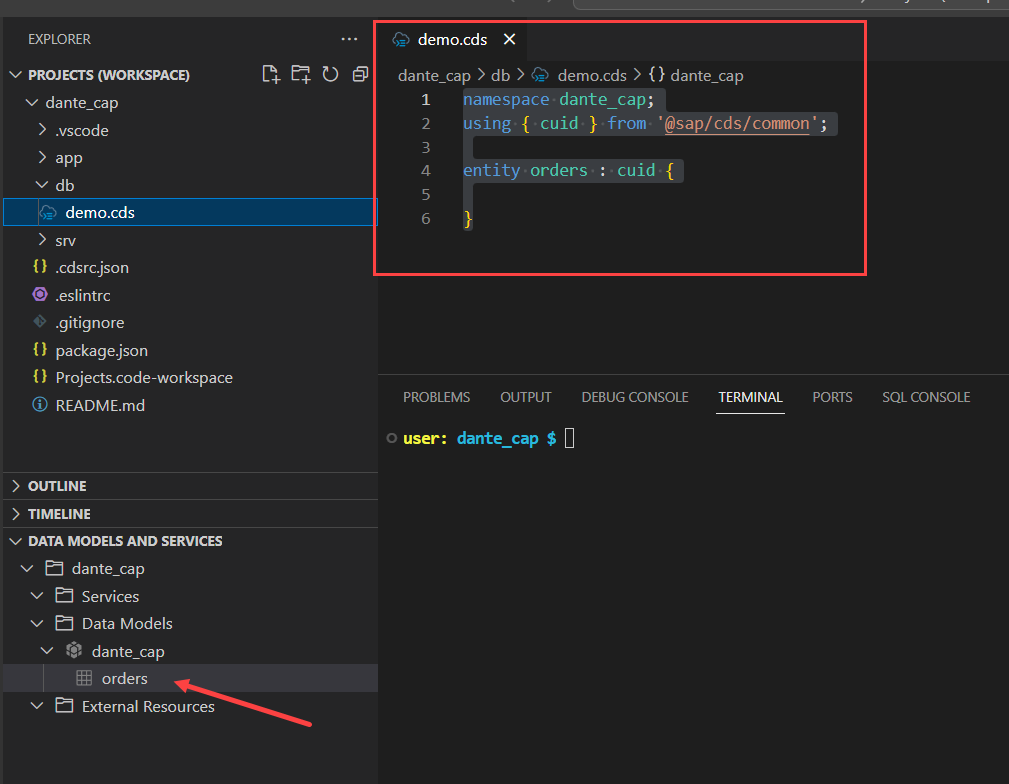 EXPLORER
PROJECTS (WORKSPACE)
dante_cap
.vscode
app
db
demo.cds
srv
.cdsrc.json
.eslintrc
.gitignore
package.json
Projects.code-workspace
README.md
OUTLINE
TIMELINE
DATA MODELS AND SERVICES
dante_cap
Services
Data Models
dante_cap
orders
External Resources
demo.cds
dante_cap > db > demo.cds > {} dante_cap
1 namespace dante_cap;
2 using { cuid } from '@sap/cds/common';
3
4 entity orders : cuid {
5
6 }
PROBLEMS OUTPUT DEBUG CONSOLE TERMINAL PORTS SQL CONSOLE
user: dante_cap $